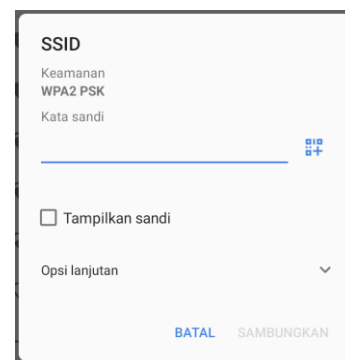 SSID
Keamanan
WPA2 PSK
Kata sandi
Tampilkan sandi
Opsi lanjutan
BATAL SAMBUNGKAN